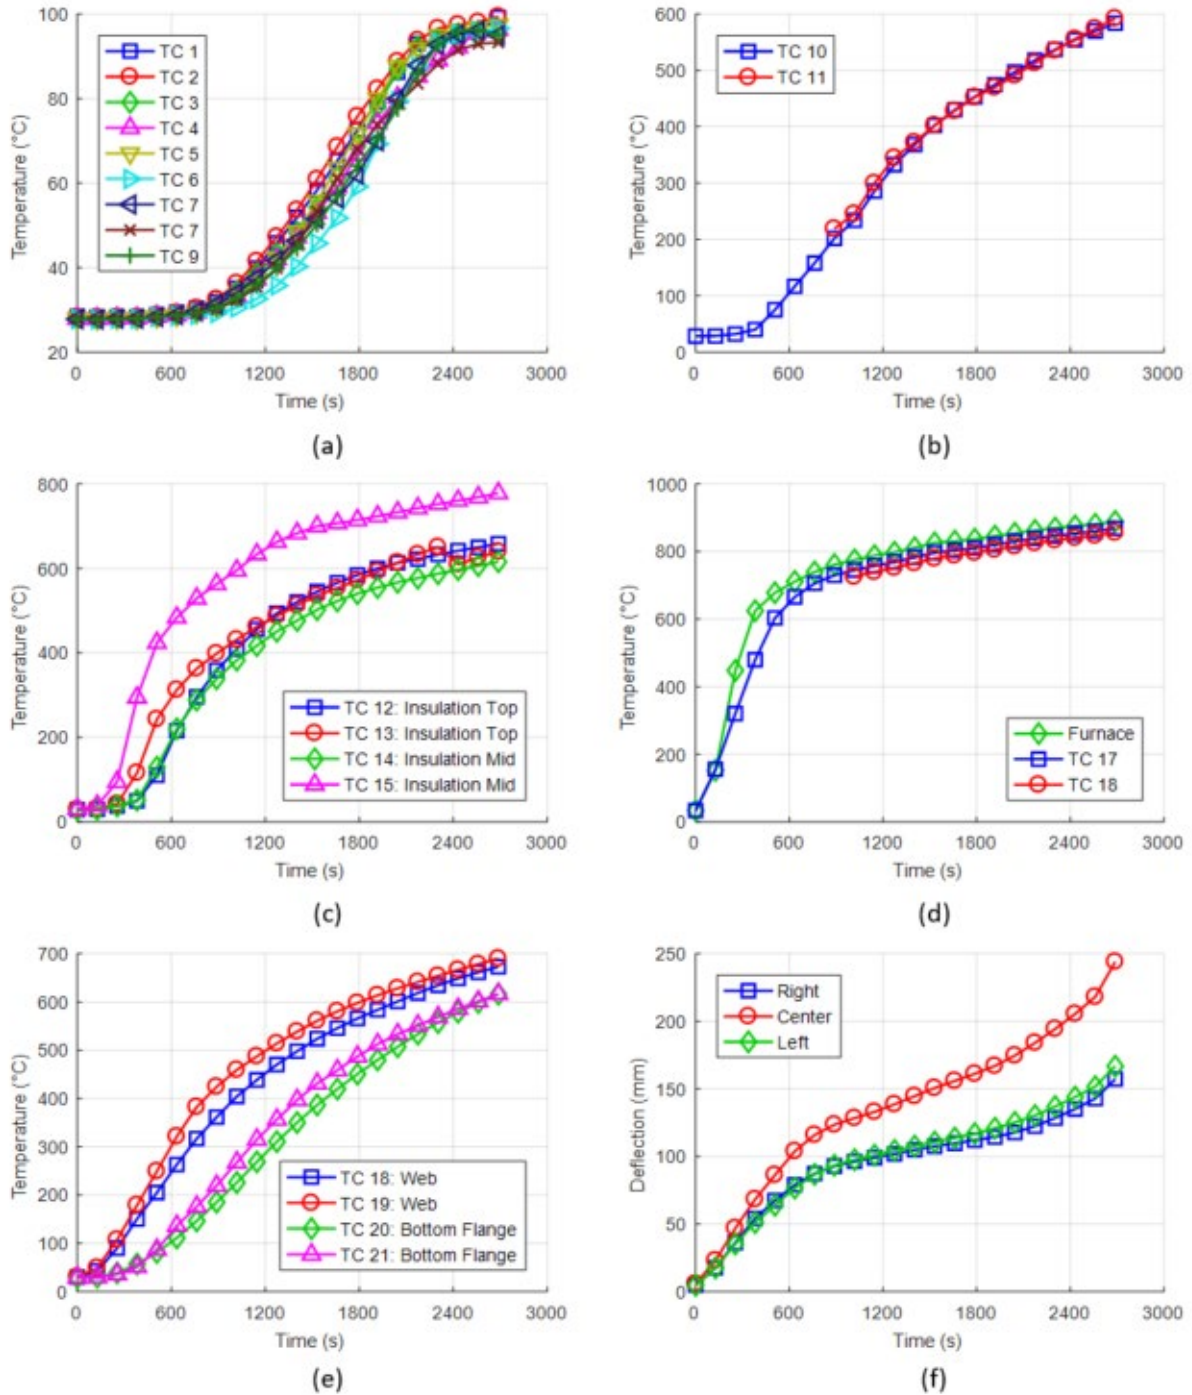 100
80
60
40
20
Temperature (°C)
TC 1
TC 2
TC 3
TC 4
TC 5
TC 6
TC 7
TC 7
TC 9
0 600 1200 1800 2400 3000
Time (s)
(a)
600
500
400
300
200
100
0
Temperature (°C)
TC 10
TC 11
0 600 1200 1800 2400 3000
Time (s)
(b)
800
600
400
200
0
Temperature (°C)
TC 12: Insulation Top
TC 13: Insulation Top
TC 14: Insulation Mid
TC 15: Insulation Mid
0 600 1200 1800 2400 3000
Time (s)
(c)
1000
800
600
400
200
0
Temperature (°C)
Furnace
TC 17
TC 18
0 600 1200 1800 2400 3000
Time (s)
(d)
700
600
500
400
300
200
100
0
Temperature (°C)
TC 18: Web
TC 19: Web
TC 20: Bottom Flange
TC 21: Bottom Flange
0 600 1200 1800 2400 3000
Time (s)
(e)
250
200
150
100
50
0
Deflection (mm)
Right
Center
Left
0 600 1200 1800 2400 3000
Time (s)
(f)